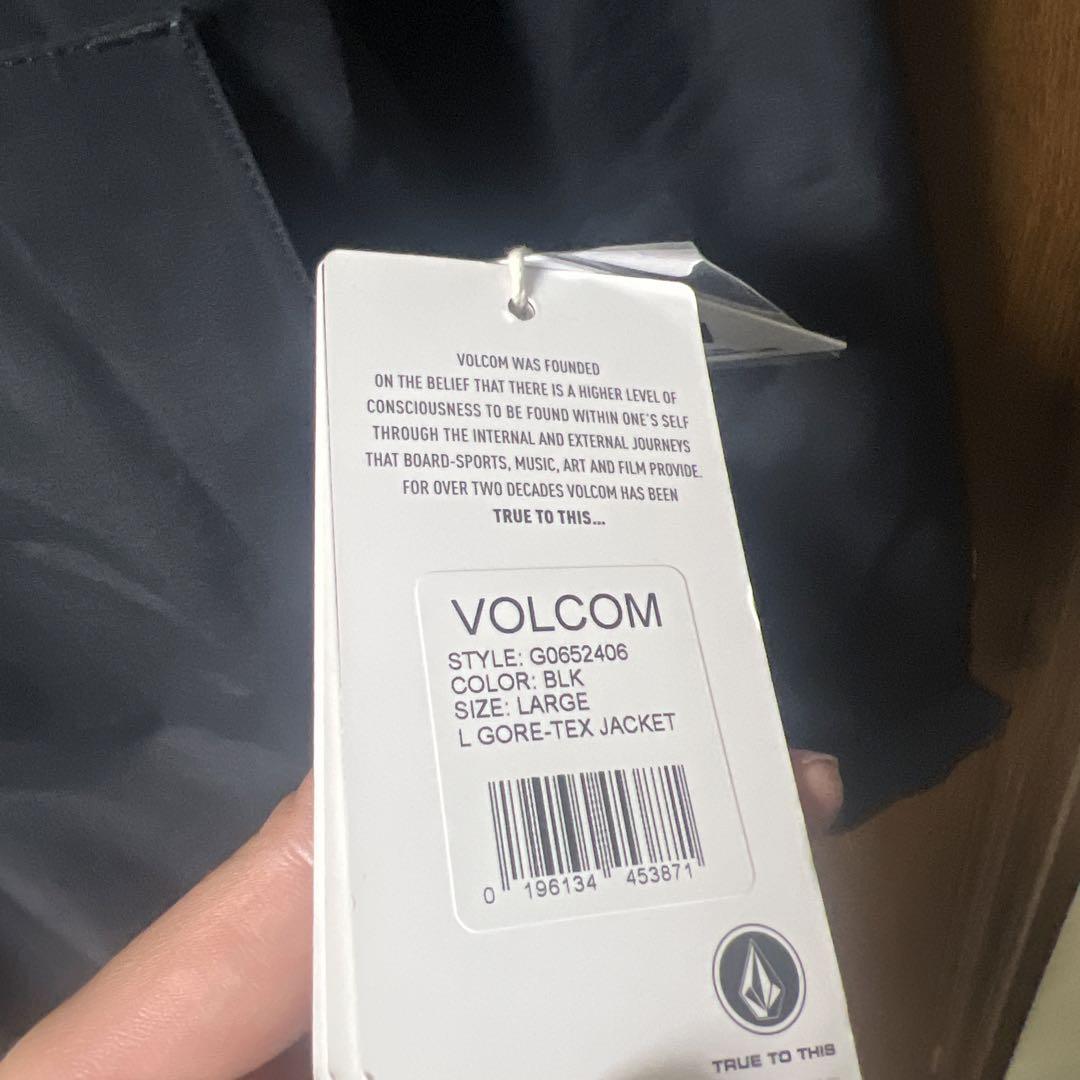 VOLCOM WAS FOUNDED
ON THE BELIEF THAT THERE IS A HIGHER LEVEL OF
CONSCIOUSNESS TO BE FOUND WITHIN ONE'S SELF
THROUGH THE INTERNAL AND EXTERNAL JOURNEYS
THAT BOARD-SPORTS, MUSIC, ART AND FILM PROVIDE.
FOR OVER TWO DECADES VOLCOM HAS BEEN
TRUE TO THIS...
VOLCOM
STYLE: G0652406
COLOR: BLK
SIZE: LARGE
L GORE-TEX JACKET
0 196134 453871
TRUE TO THIS